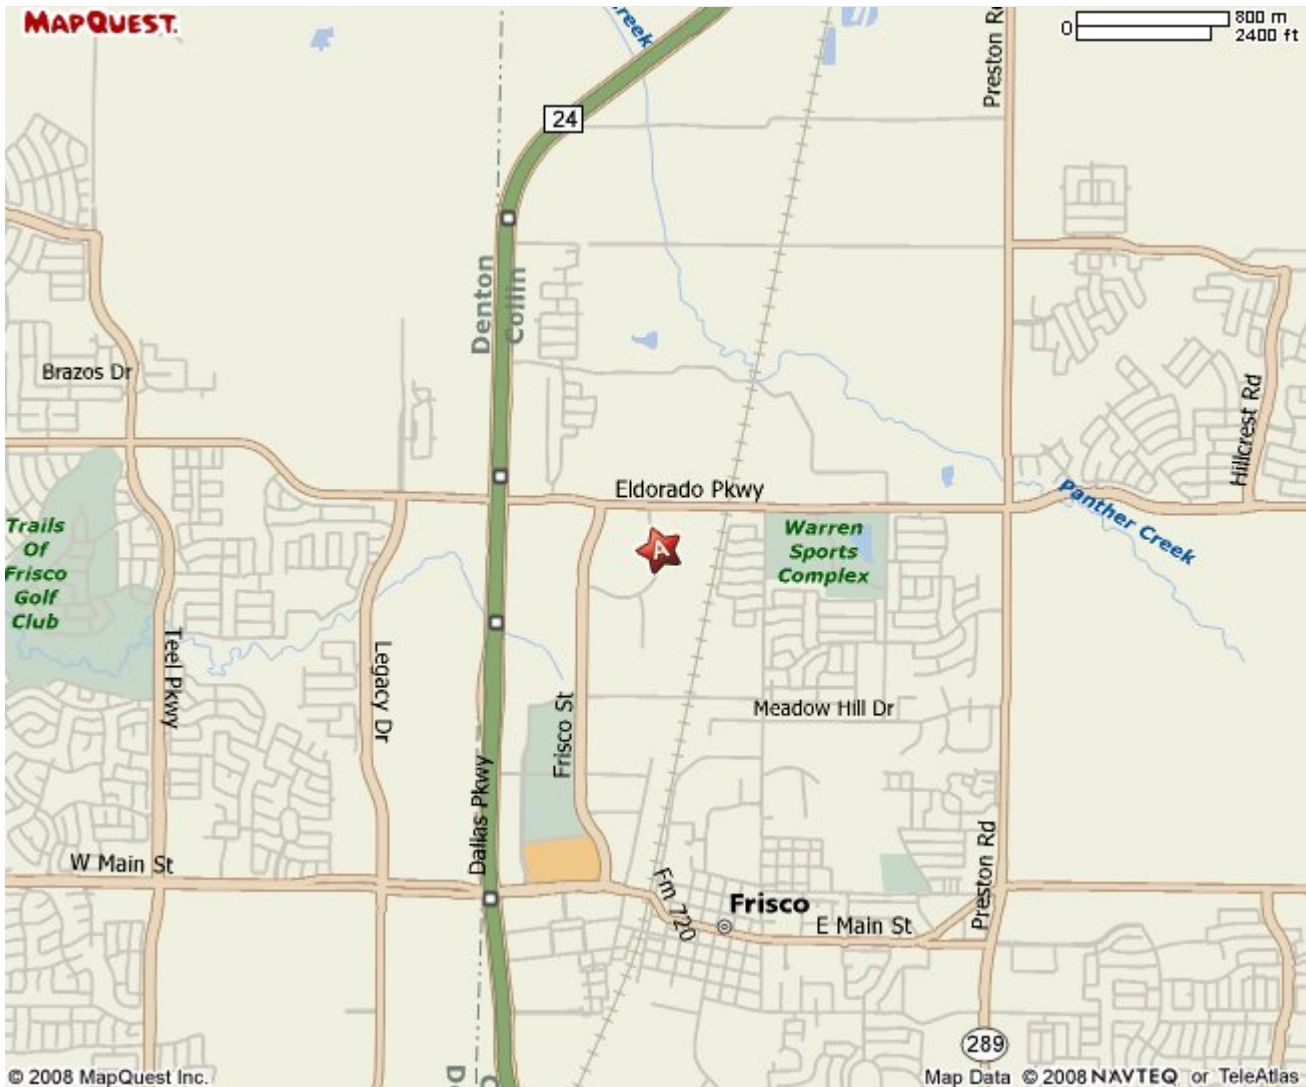 MAPQUEST.
Creek
Preston Rd
0
800 m
2400 ft
24
Denton
Collin
Brazos Dr
Hillcrest Rd
Eldorado Pkwy
Panther Creek
Trails
Of
Frisco
Golf
Club
A
Warren
Sports
Complex
Teel Pkwy
Legacy Dr
Frisco St
Meadow Hill Dr
Dallas Pkwy
W Main St
Fm 720
Frisco
E Main St
Preston Rd
289
© 2008 MapQuest Inc.
Map Data © 2008 NAVTEQ or TeleAtlas